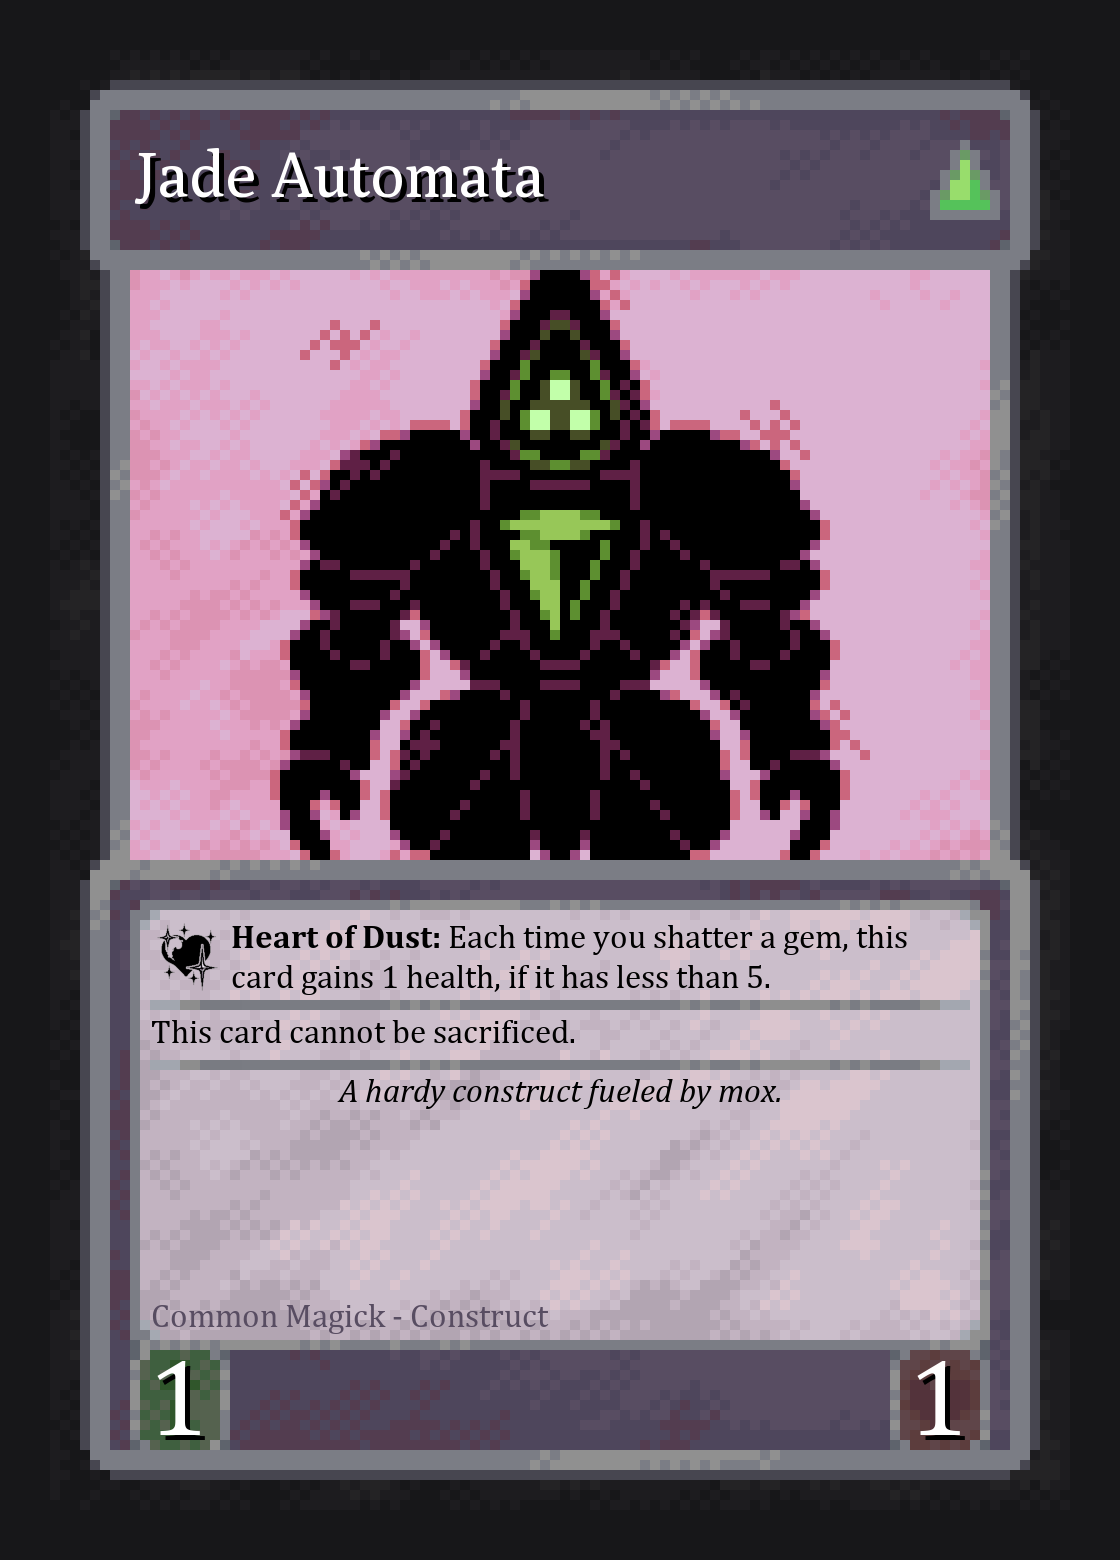 Jade Automata
Heart of Dust: Each time you shatter a gem, this
card gains 1 health, if it has less than 5.
This card cannot be sacrificed.
A hardy construct fueled by mox.
Common Magick - Construct
1
1